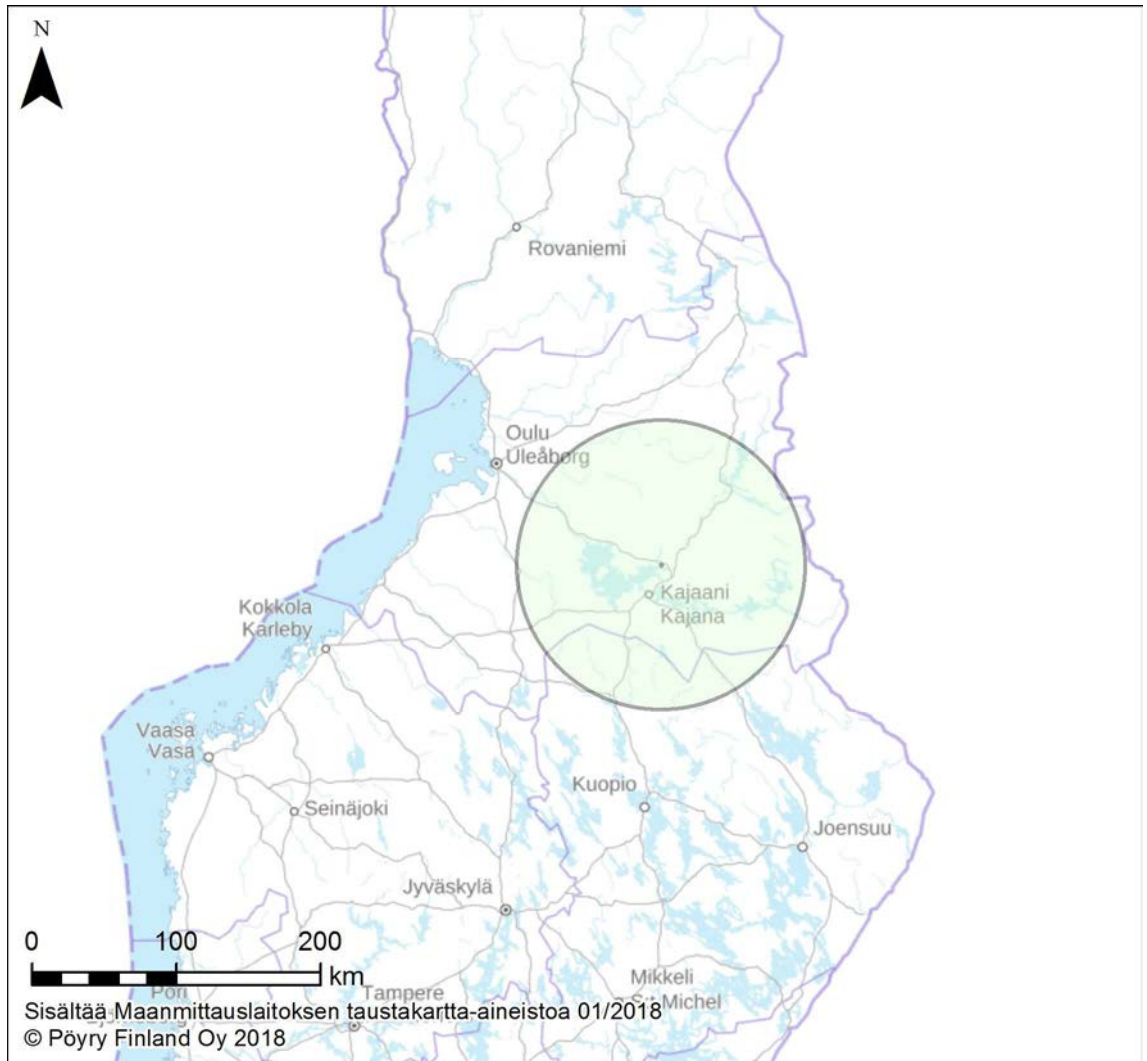 N
Rovaniemi
Oulu
Uleåborg
Kajaani
Kajana
Kokkola
Karleby
Vaasa
Vasa
Seinäjoki
Kuopio
Joensuu
Jyväskylä
0 100 200
km
Pori
Tampere
Mikkeli
Sisältää Maanmittauslaitoksen taustakartta-aineistoa 01/2018
© Pöyry Finland Oy 2018